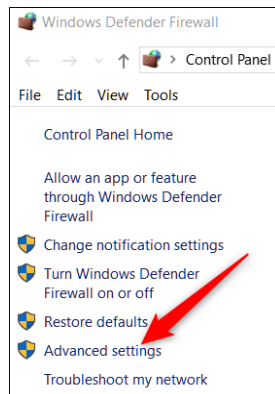 Windows Defender Firewall
Control Panel
File Edit View Tools
Control Panel Home
Allow an app or feature
through Windows Defender
Firewall
Change notification settings
Turn Windows Defender
Firewall on or off
Restore defaults
Advanced settings
Troubleshoot my network